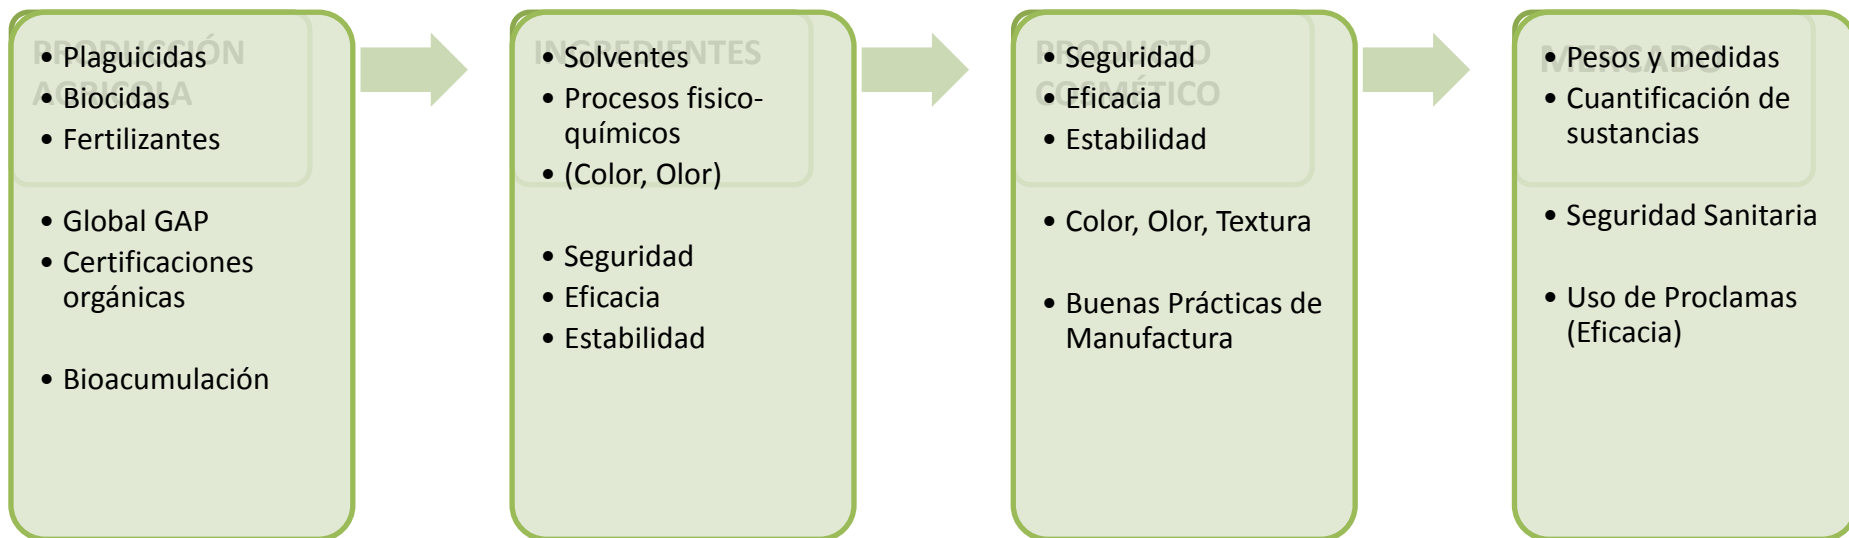 PRODUCCIÓN
AGRICOLA
• Plaguicidas
• Biocidas
• Fertilizantes
• Global GAP
• Certificaciones
orgánicas
• Bioacumulación
INGREDIENTES
• Solventes
• Procesos fisico-
químicos
• (Color, Olor)
• Seguridad
• Eficacia
• Estabilidad
PRODUCTO
COSMÉTICO
• Seguridad
• Eficacia
• Estabilidad
• Color, Olor, Textura
• Buenas Prácticas de
Manufactura
MERCADO
• Pesos y medidas
• Cuantificación de
sustancias
• Seguridad Sanitaria
• Uso de Proclamas
(Eficacia)